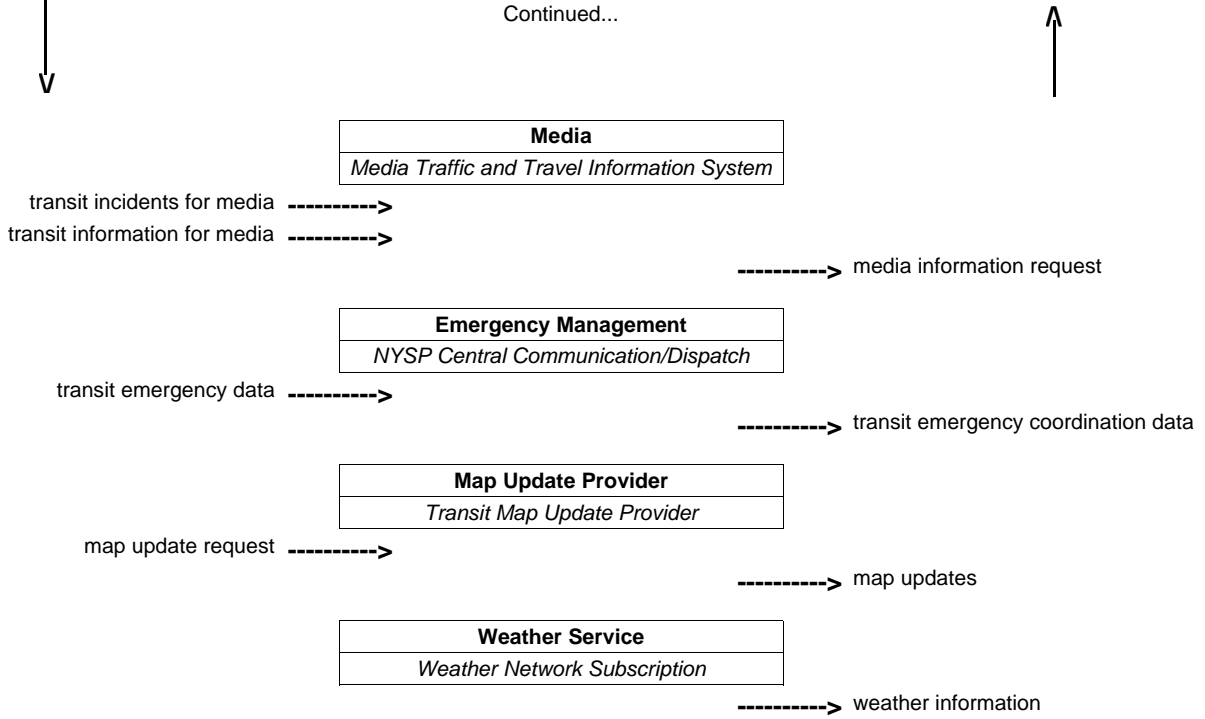 Continued...
Media
Media Traffic and Travel Information System
transit incidents for media
transit information for media
media information request
Emergency Management
NYSP Central Communication/Dispatch
transit emergency data
transit emergency coordination data
Map Update Provider
Transit Map Update Provider
map update request
map updates
Weather Service
Weather Network Subscription
weather information